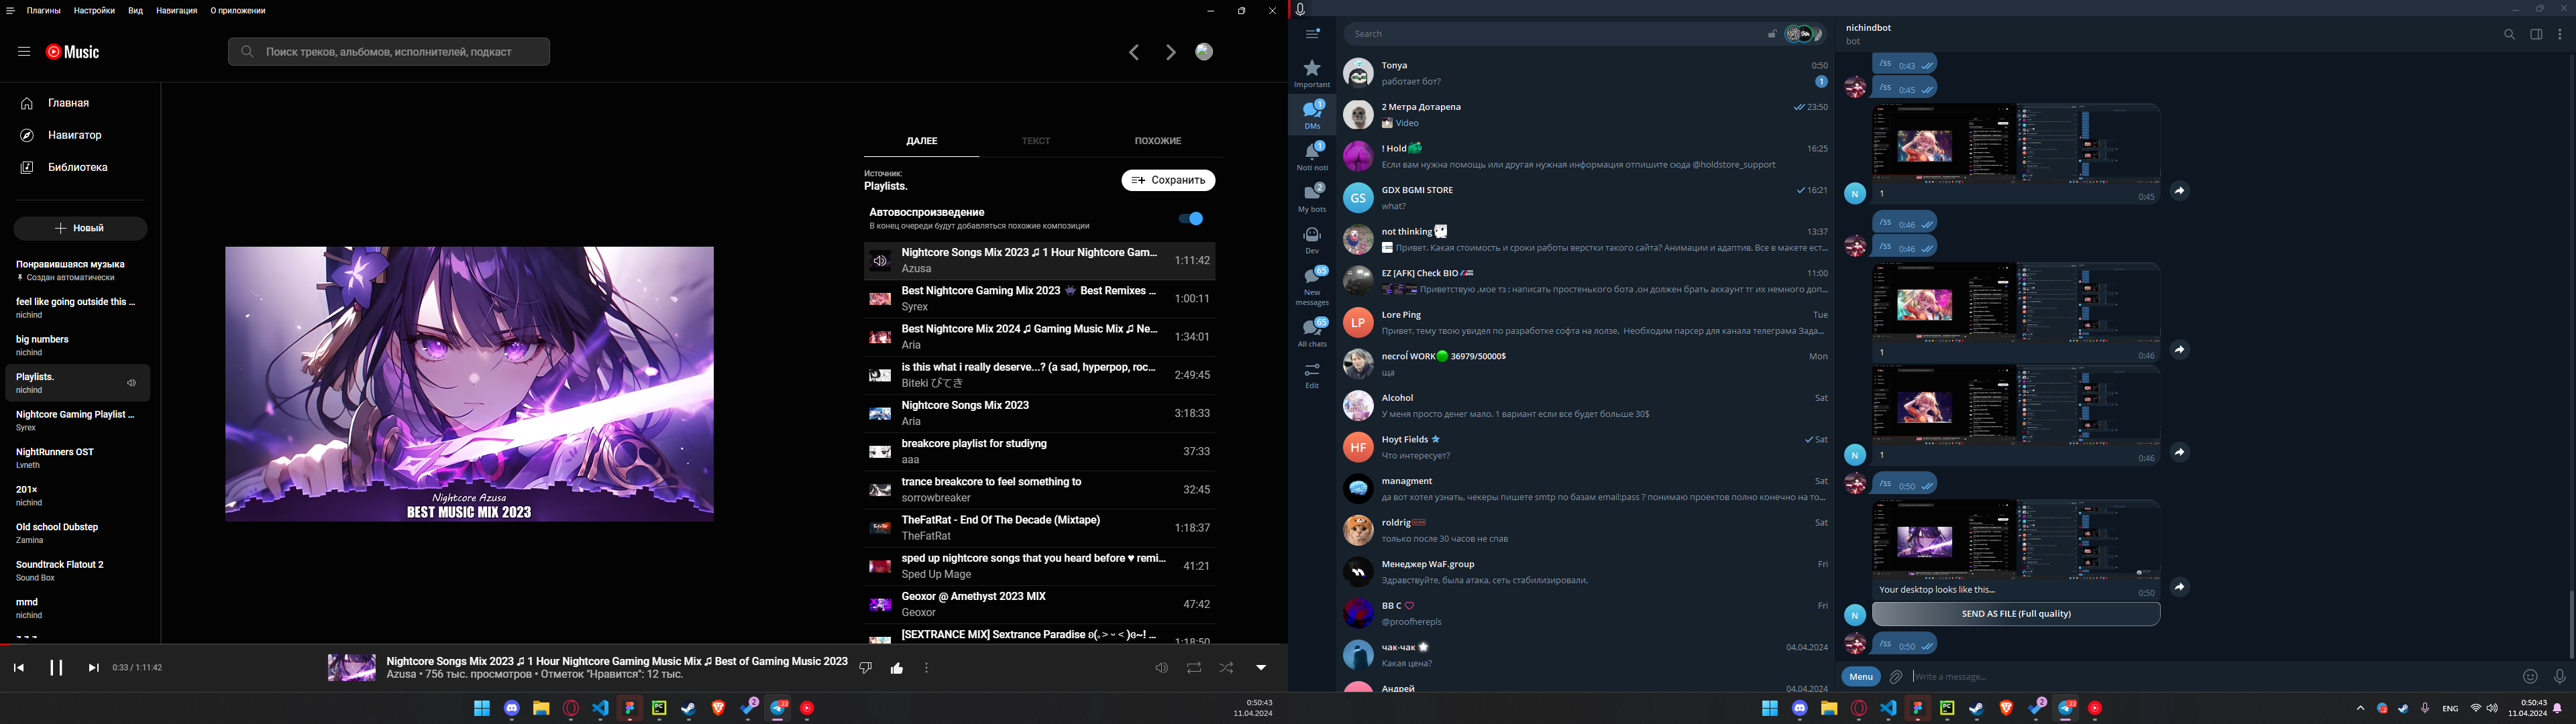 Плагины Настройки Вид Навигация О приложении
Music
Поиск треков, альбомов, исполнителей, подкаст
Главная
Навигатор
Библиотека
Новый
Понравившаяся музыка
Создан автоматически
feel like going outside this ...
nichind
big numbers
nichind
Playlists.
nichind
Nightcore Gaming Playlist ...
Syrex
NightRunners OST
Lvneth
201×
nichind
Old school Dubstep
Zamina
Soundtrack Flatout 2
Sound Box
mmd
nichind
Nightcore Azusa
BEST MUSIC MIX 2023
ДАЛЕЕ ТЕКСТ ПОХОЖИЕ
Источник:
Playlists.
Сохранить
Автовоспроизведение
В конец очереди будут добавляться похожие композиции
Nightcore Songs Mix 2023 ♫ 1 Hour Nightcore Gam...
Azusa
1:11:42
Best Nightcore Gaming Mix 2023 👾 Best Remixes ...
Syrex
1:00:11
Best Nightcore Mix 2024 ♫ Gaming Music Mix ♫ Ne...
Aria
1:34:01
is this what i really deserve...? (a sad, hyperpop, roc...
Biteki びてき
2:49:45
Nightcore Songs Mix 2023
Aria
3:18:33
breakcore playlist for studiyng
aaa
37:33
trance breakcore to feel something to
sorrowbreaker
32:45
TheFatRat - End Of The Decade (Mixtape)
TheFatRat
1:18:37
sped up nightcore songs that you heard before ♥ remi...
Sped Up Mage
41:21
Geoxor @ Amethyst 2023 MIX
Geoxor
47:42
[SEXTRANCE MIX] Sextrance Paradise ʚ(｡˃ ᵕ ˂ )ɞ~! ...
1:18:50
0:33 / 1:11:42
Nightcore Songs Mix 2023 ♫ 1 Hour Nightcore Gaming Music Mix ♫ Best of Gaming Music 2023
Azusa • 756 тыс. просмотров • Отметок "Нравится": 12 тыс.
2
22
0:50:43
11.04.2024
Important
1
DMs
1
Noti noti
2
My bots
Dev
65
New
messages
65
All chats
Edit
Search
Tonya 0:50
работает бот? 1
2 Метра Дотарепа 23:50
Video
! Hold 16:25
Если вам нужна помощь или другая нужная информация отпишите сюда @holdstore_support
GS
GDX BGMI STORE 16:21
what?
not thinking 13:37
Привет. Какая стоимость и сроки работы верстки такого сайта? Анимации и адаптив. Все в макете ест...
EZ [AFK] Check BIO 11:00
Приветствую ,мое тз : написать простенького бота ,он должен брать аккаунт тг их немного доп...
LP
Lore Ping Tue
Привет, тему твою увидел по разработке софта на лолзе. Необходим парсер для канала телеграма Зада...
necrol WORK 36979/50000$ Mon
ща
Alcohol Sat
У меня просто денег мало. 1 вариант если все будет больше 30$
HF
Hoyt Fields Sat
Что интересует?
managment Sat
да вот хотел узнать, чекеры пишете smtp по базам email:pass ? понимаю проектов полно конечно на то...
roldrig Sat
только после 30 часов не спав
Менеджер WaF.group Fri
Здравствуйте, была атака, сеть стабилизировали.
BB C Fri
@proofherepls
чак-чак 04.04.2024
Какая цена?
Андрей 04.04.2024
nichindbot
bot
/ss 0:43
/ss 0:45
N
1 0:45
/ss 0:46
/ss 0:46
1 0:46
N
1 0:46
/ss 0:50
Your desktop looks like this... 0:50
N
SEND AS FILE (Full quality)
/ss 0:50
Menu
Write a message...
2
22
ENG
0:50:43
11.04.2024